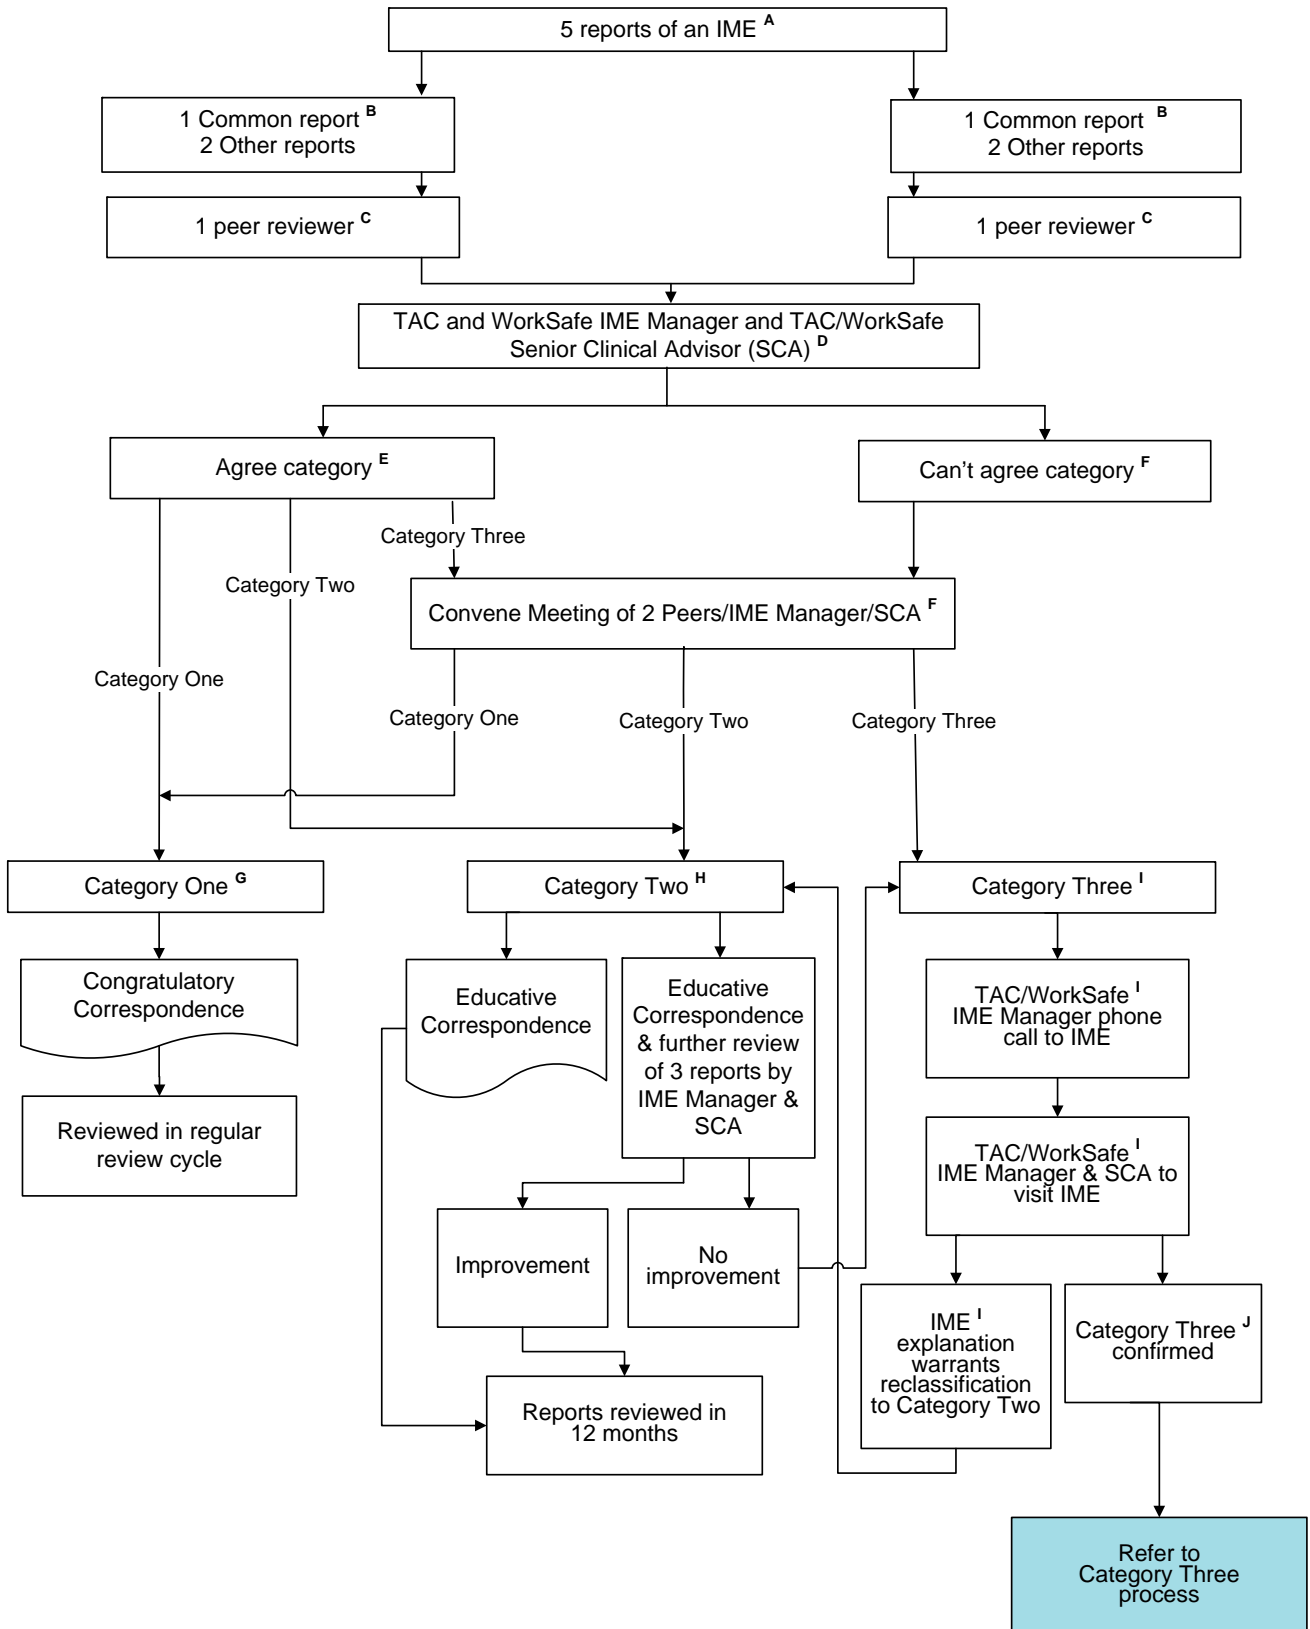 5 reports of an IME A
1 Common report B
2 Other reports
1 Common report B
2 Other reports
1 peer reviewer C
1 peer reviewer C
TAC and WorkSafe IME Manager and TAC/WorkSafe
Senior Clinical Advisor (SCA) D
Agree category E
Can't agree category F
Category Three
Category Two
Convene Meeting of 2 Peers/IME Manager/SCA F
Category One
Category One
Category Two
Category Three
Category One G
Category Two H
Category Three I
Congratulatory
Correspondence
Educative
Correspondence
Educative
Correspondence
& further review
of 3 reports by
IME Manager &
SCA
TAC/WorkSafe I
IME Manager phone
call to IME
Reviewed in regular
review cycle
TAC/WorkSafe I
IME Manager & SCA to
visit IME
Improvement
No
improvement
IME I
explanation
warrants
reclassification
to Category Two
Category Three J
confirmed
Reports reviewed in
12 months
Refer to
Category Three
process